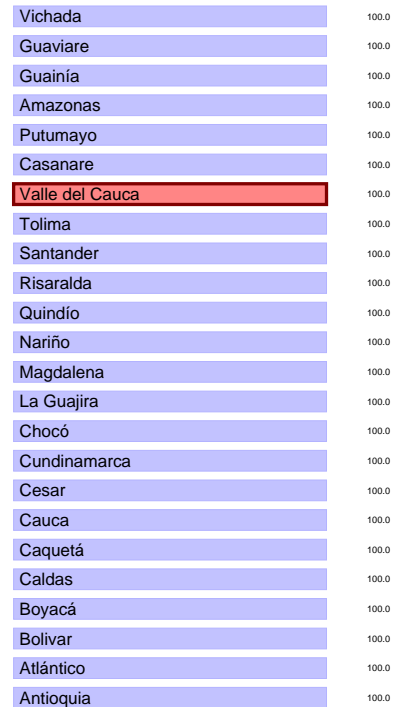 Vichada 100.0
Guaviare 100.0
Guainía 100.0
Amazonas 100.0
Putumayo 100.0
Casanare 100.0
Valle del Cauca 100.0
Tolima 100.0
Santander 100.0
Risaralda 100.0
Quindío 100.0
Nariño 100.0
Magdalena 100.0
La Guajira 100.0
Chocó 100.0
Cundinamarca 100.0
Cesar 100.0
Cauca 100.0
Caquetá 100.0
Caldas 100.0
Boyacá 100.0
Bolivar 100.0
Atlántico 100.0
Antioquia 100.0